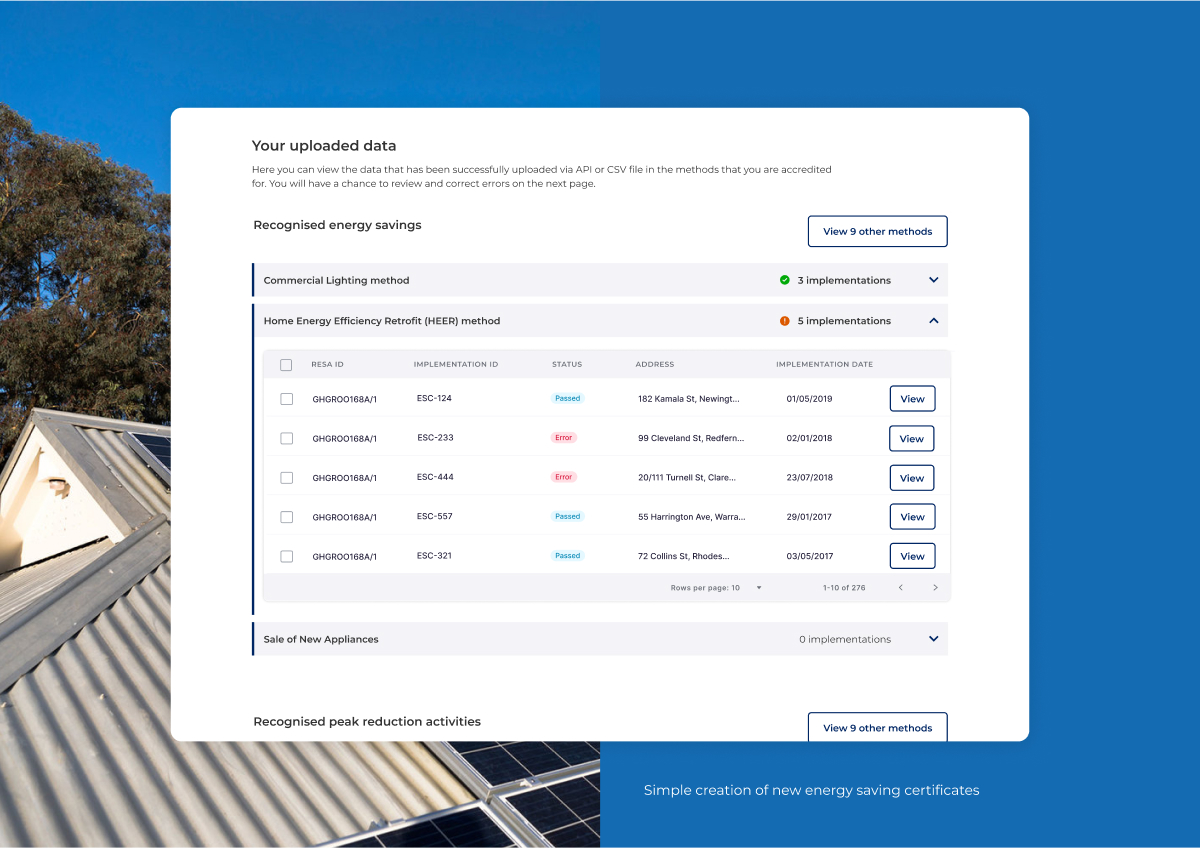 Your uploaded data
Here you can view the data that has been successfully uploaded via API or CSV file in the methods that you are accredited
for. You will have a chance to review and correct errors on the next page.
Recognised energy savings
View 9 other methods
Commercial Lighting method 3 implementations
Home Energy Efficiency Retrofit (HEER) method 5 implementations
RESA ID IMPLEMENTATION ID STATUS ADDRESS IMPLEMENTATION DATE
GHGROO168A/1 ESC-124 Passed 182 Kamala St, Newingt... 01/05/2019 View
GHGROO168A/1 ESC-233 Error 99 Cleveland St, Redfern... 02/01/2018 View
GHGROO168A/1 ESC-444 Error 20/111 Turnell St, Clare... 23/07/2018 View
GHGROO168A/1 ESC-557 Passed 55 Harrington Ave, Warra... 29/01/2017 View
GHGROO168A/1 ESC-321 Passed 72 Collins St, Rhodes... 03/05/2017 View
Rows per page: 10 1-10 of 276
Sale of New Appliances 0 implementations
Recognised peak reduction activities
View 9 other methods
Simple creation of new energy saving certificates